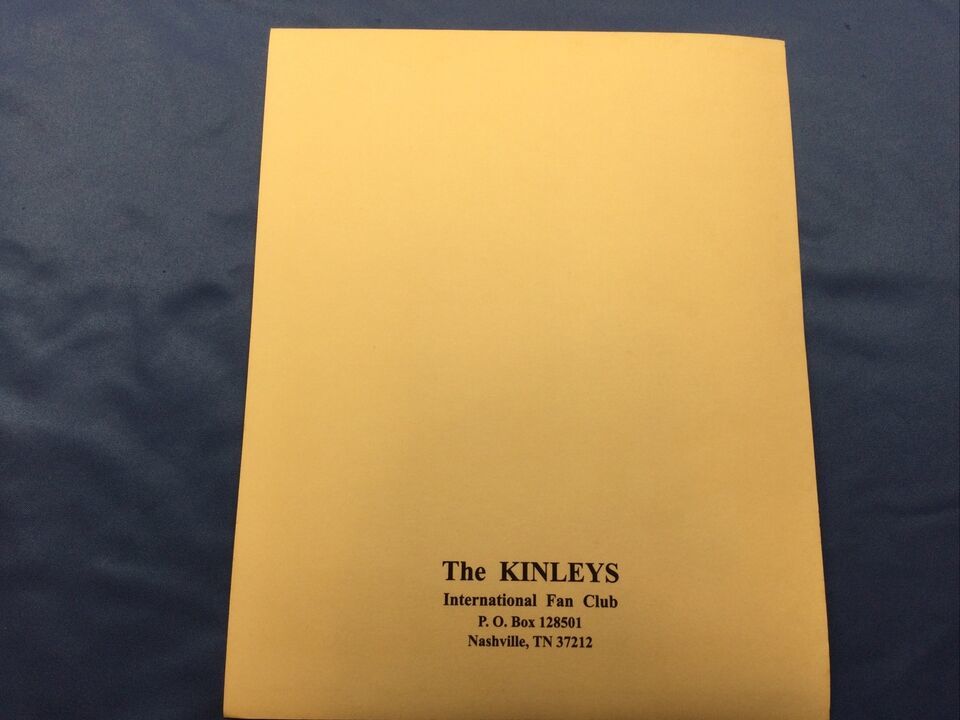 The KINLEYS
International Fan Club
P. O. Box 128501
Nashville, TN 37212